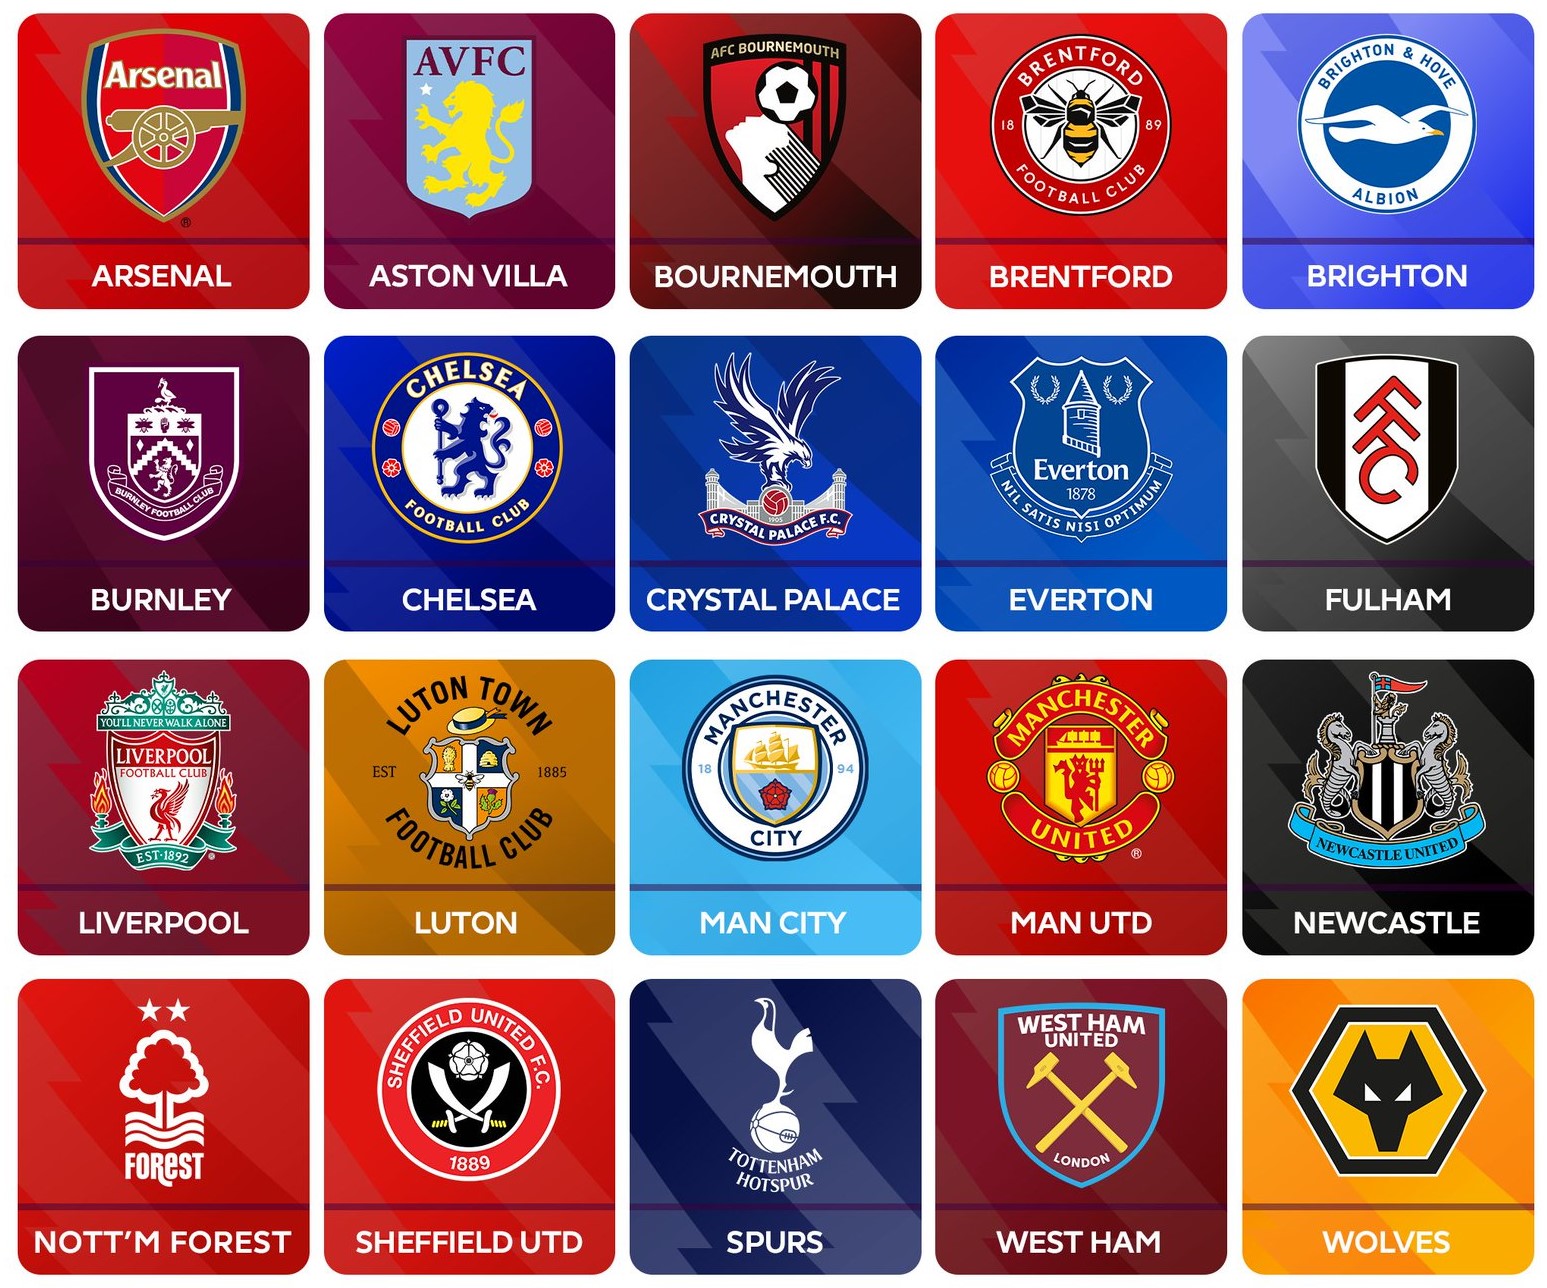 Arsenal
®
ARSENAL
AVFC
ASTON VILLA
AFC BOURNEMOUTH
BOURNEMOUTH
BRENTFORD
18 89
FOOTBALL CLUB
BRENTFORD
BRIGHTON & HOVE
ALBION
BRIGHTON
BURNLEY FOOTBALL CLUB
BURNLEY
CHELSEA
FOOTBALL CLUB
CHELSEA
1905
CRYSTAL PALACE F.C.
CRYSTAL PALACE
Everton
1878
NIL SATIS NISI OPTIMUM
EVERTON
FFC
FULHAM
YOU'LL NEVER WALK ALONE
LIVERPOOL
FOOTBALL CLUB
EST·1892
®
LIVERPOOL
LUTON TOWN
EST 1885
FOOTBALL CLUB
LUTON
MANCHESTER
18 94
CITY
MAN CITY
MANCHESTER
UNITED
®
MAN UTD
NEWCASTLE UNITED
NEWCASTLE
FOREST
NOTT'M FOREST
SHEFFIELD UNITED F.C.
1889
SHEFFIELD UTD
TOTTENHAM
HOTSPUR
SPURS
WEST HAM
UNITED
LONDON
WEST HAM
WOLVES